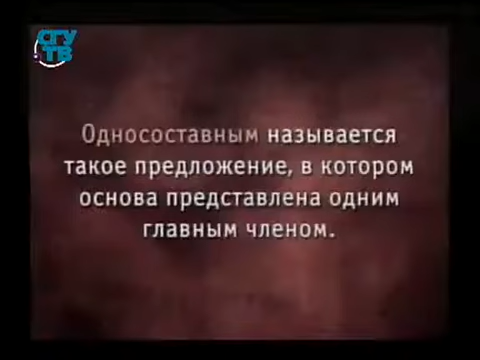 СГУ
ТВ
Односоставным называется
такое предложение, в котором
основа представлена одним
главным членом.